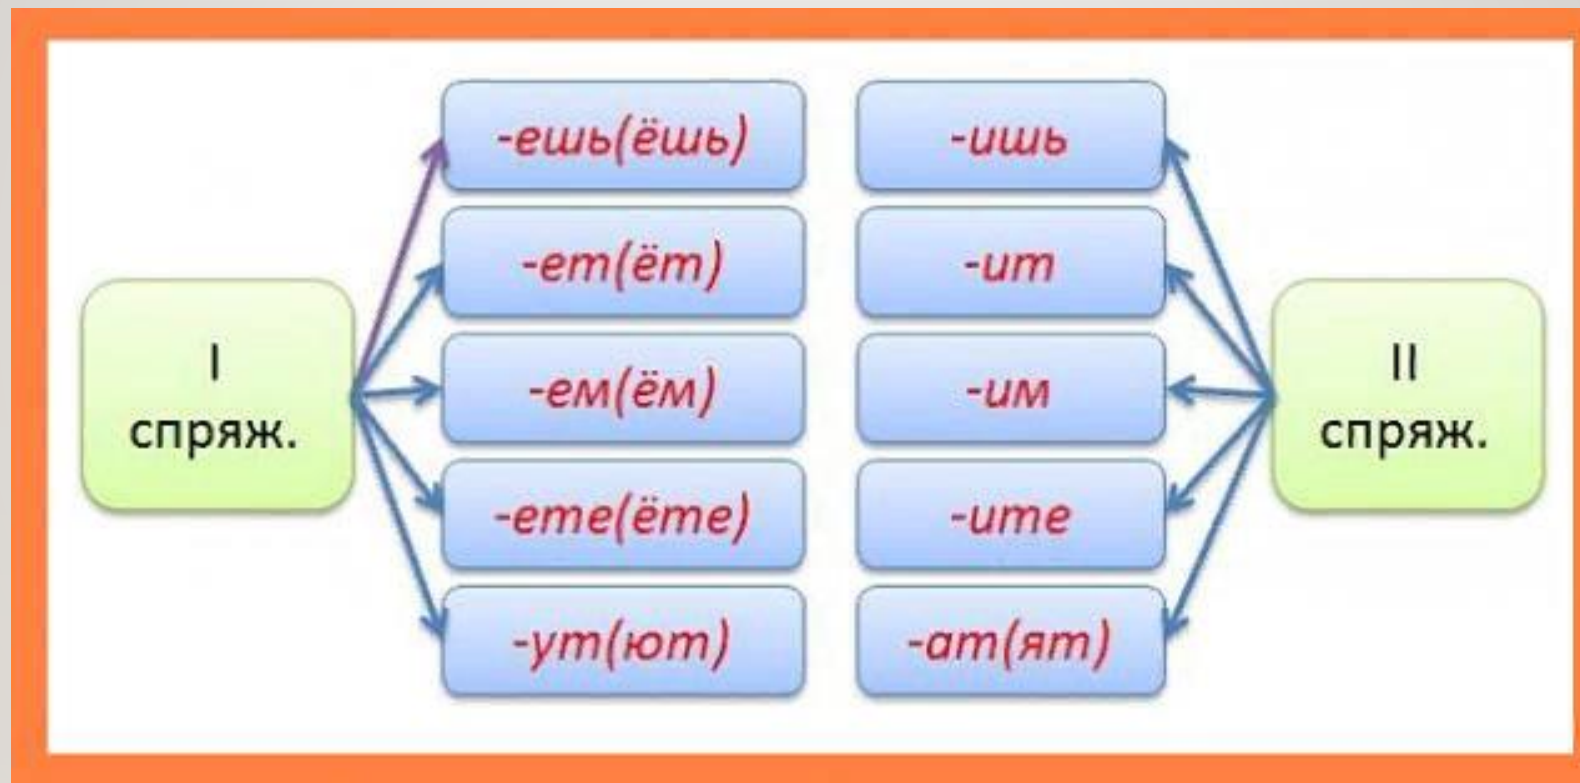 I
спряж.
-ешь(ёшь)
-ет(ёт)
-ем(ём)
-ете(ёте)
-ут(ют)
-ишь
-ит
-им
-ите
-ат(ят)
II
спряж.